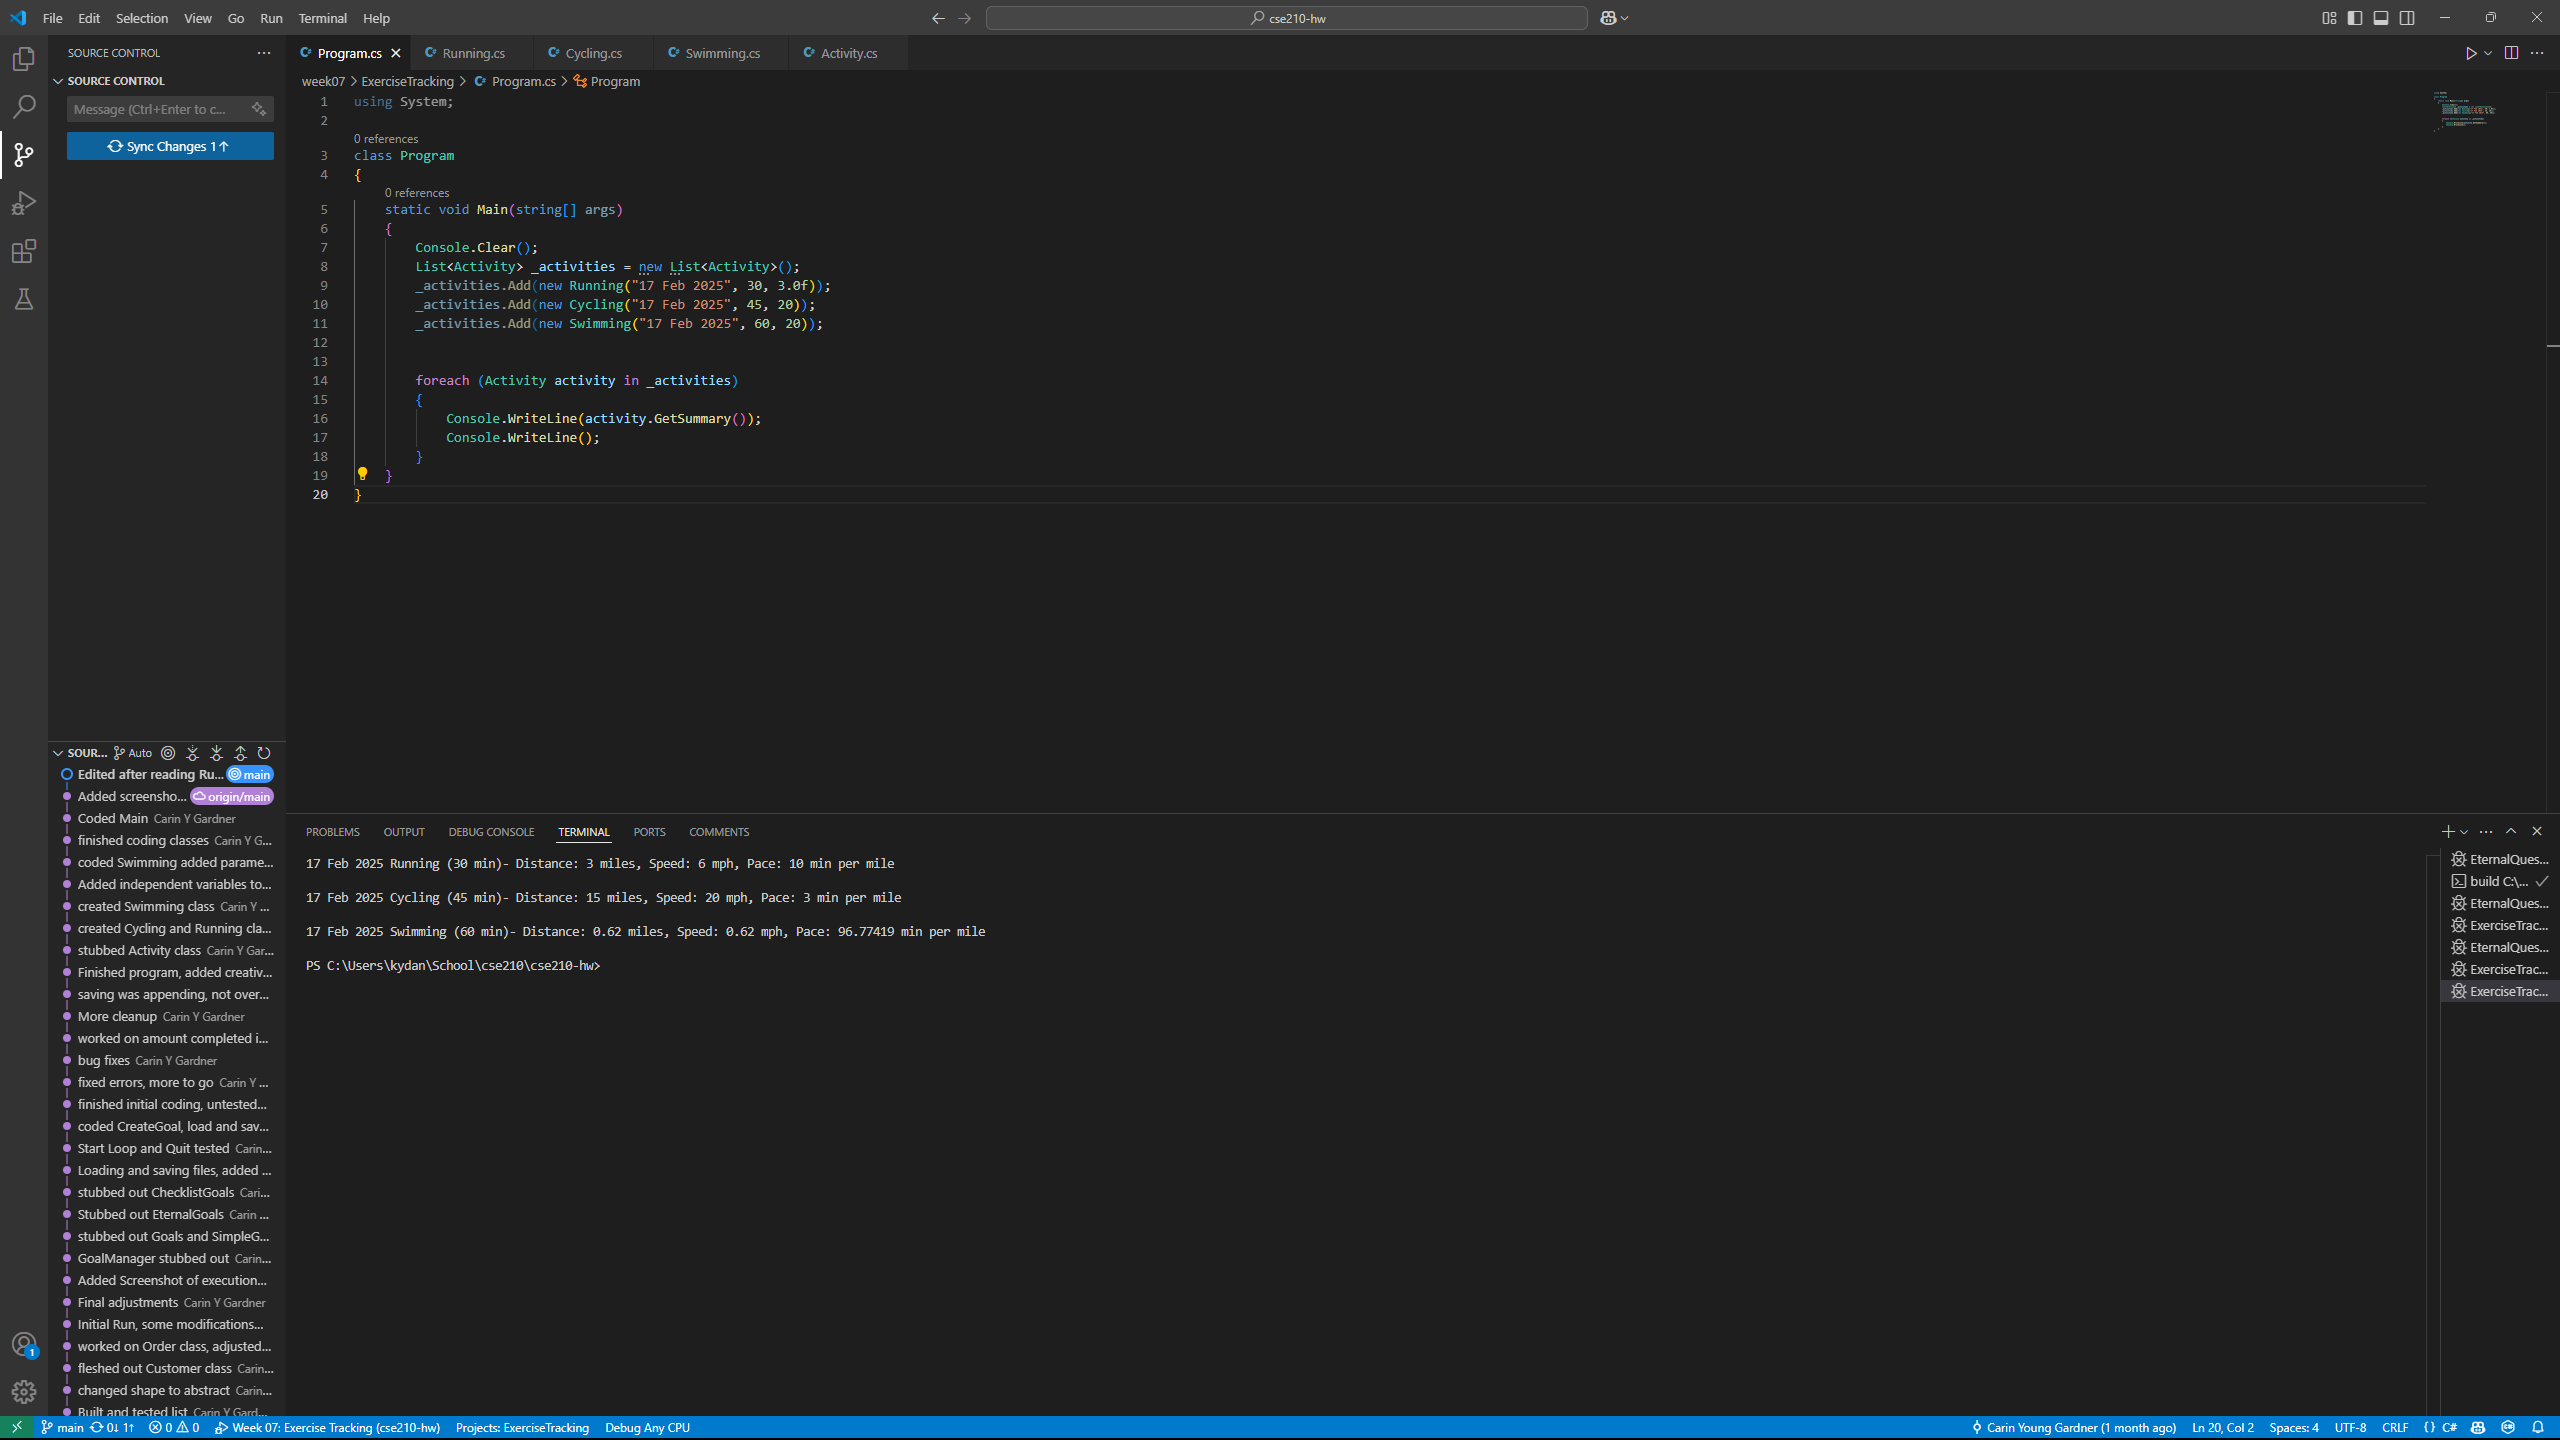 File Edit Selection View Go Run Terminal Help
cse210-hw
SOURCE CONTROL
SOURCE CONTROL
Message (Ctrl+Enter to c...
Sync Changes 1↑
Program.cs Running.cs Cycling.cs Swimming.cs Activity.cs
week07 > ExerciseTracking > Program.cs > Program
1 using System;
2
0 references
3 class Program
4 {
0 references
5 static void Main(string[] args)
6 {
7 Console.Clear();
8 List<Activity> _activities = new List<Activity>();
9 _activities.Add(new Running("17 Feb 2025", 30, 3.0f));
10 _activities.Add(new Cycling("17 Feb 2025", 45, 20));
11 _activities.Add(new Swimming("17 Feb 2025", 60, 20));
12
13
14 foreach (Activity activity in _activities)
15 {
16 Console.WriteLine(activity.GetSummary());
17 Console.WriteLine();
18 }
19 }
20 }
SOUR... Auto
Edited after reading Ru... main
Added screensho... origin/main
Coded Main Carin Y Gardner
finished coding classes Carin Y G...
coded Swimming added parame...
Added independent variables to...
created Swimming class Carin Y ...
created Cycling and Running cla...
stubbed Activity class Carin Y Gar...
Finished program, added creativ...
saving was appending, not over...
More cleanup Carin Y Gardner
worked on amount completed i...
bug fixes Carin Y Gardner
fixed errors, more to go Carin Y ...
finished initial coding, untested...
coded CreateGoal, load and sav...
Start Loop and Quit tested Carin...
Loading and saving files, added ...
stubbed out ChecklistGoals Cari...
Stubbed out EternalGoals Carin ...
stubbed out Goals and SimpleG...
GoalManager stubbed out Carin...
Added Screenshot of execution...
Final adjustments Carin Y Gardner
Initial Run, some modifications...
worked on Order class, adjusted...
fleshed out Customer class Carin...
changed shape to abstract Carin...
Built and tested list Carin Y Gard...
PROBLEMS OUTPUT DEBUG CONSOLE TERMINAL PORTS COMMENTS
17 Feb 2025 Running (30 min)- Distance: 3 miles, Speed: 6 mph, Pace: 10 min per mile
17 Feb 2025 Cycling (45 min)- Distance: 15 miles, Speed: 20 mph, Pace: 3 min per mile
17 Feb 2025 Swimming (60 min)- Distance: 0.62 miles, Speed: 0.62 mph, Pace: 96.77419 min per mile
PS C:\Users\kydan\School\cse210\cse210-hw>
EternalQues...
build C:\...
EternalQues...
ExerciseTrac...
EternalQues...
ExerciseTrac...
ExerciseTrac...
1
main 0↓ 1↑ 0 0 Week 07: Exercise Tracking (cse210-hw) Projects: ExerciseTracking Debug Any CPU
Carin Young Gardner (1 month ago) Ln 20, Col 2 Spaces: 4 UTF-8 CRLF {} C#